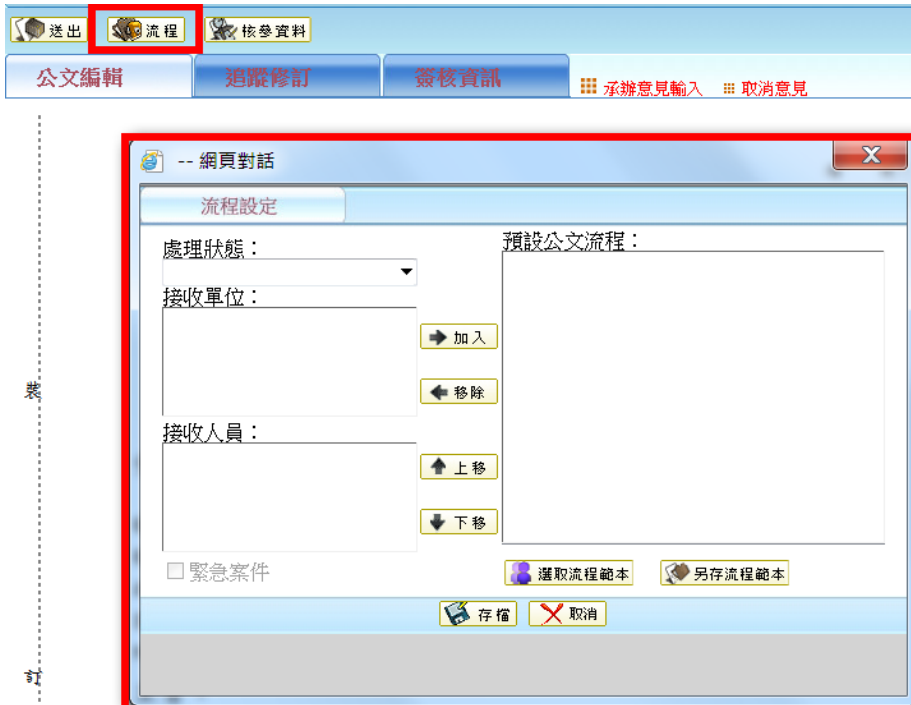 送出 流程 核參資料
公文編輯 追蹤修訂 簽核資訊 承辦意見輸入 取消意見
-- 網頁對話
X
流程設定
處理狀態：
預設公文流程：
接收單位：
加入
移除
裝
接收人員：
上移
下移
緊急案件
選取流程範本 另存流程範本
存檔 取消
訂